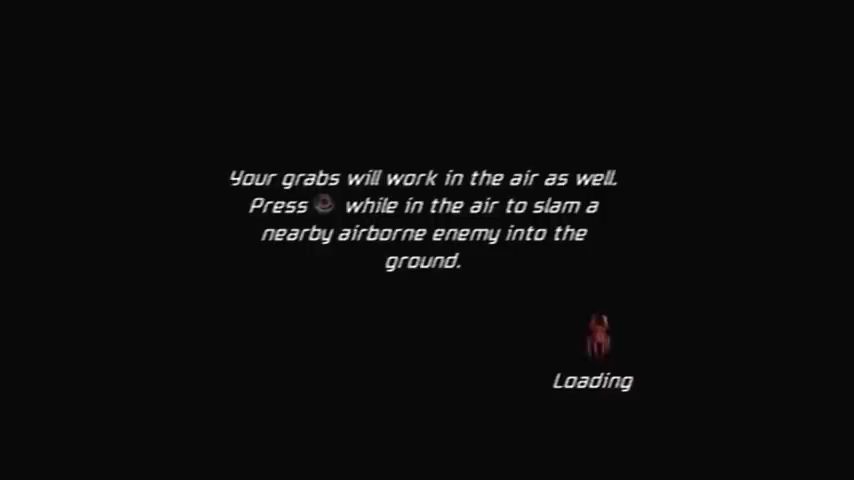 Your grabs will work in the air as well.
Press while in the air to slam a
nearby airborne enemy into the
ground.
Loading